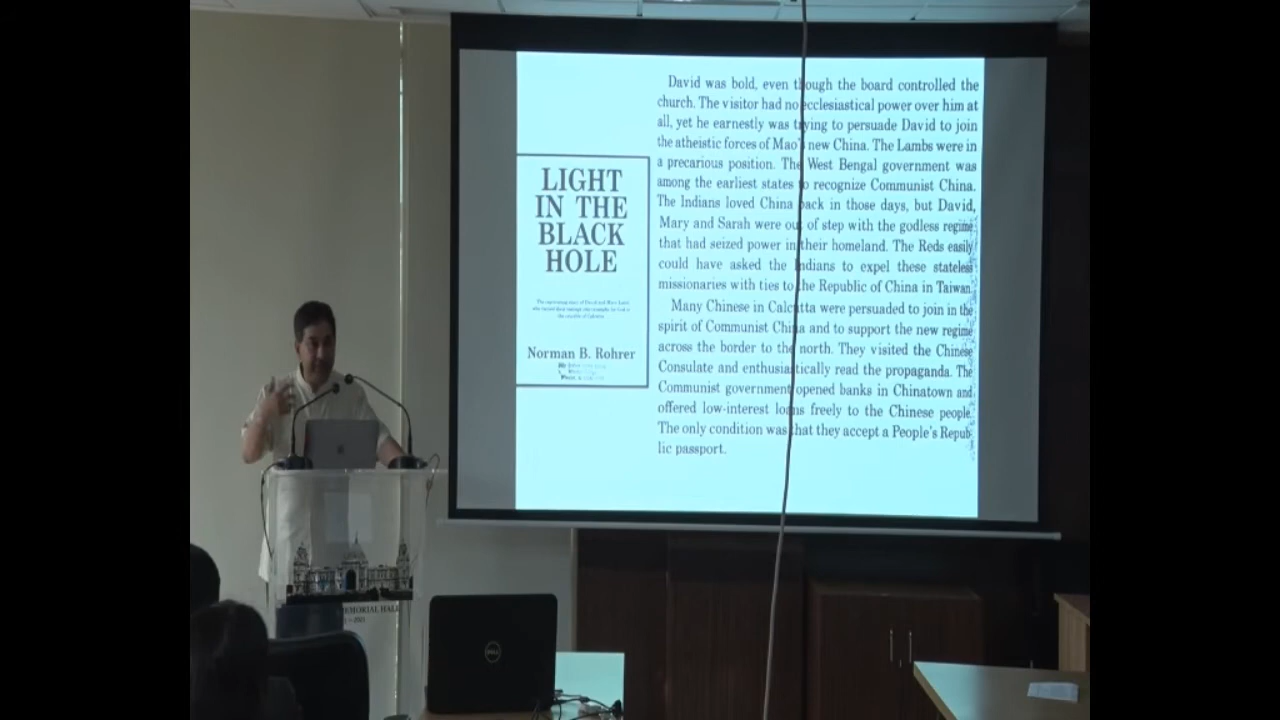 LIGHT
IN THE
BLACK
HOLE
Norman B. Rohrer
David was bold, even though the board controlled the
church. The visitor had no ecclesiastical power over him at
all, yet he earnestly was trying to persuade David to join
the atheistic forces of Mao's new China. The Lambs were in
a precarious position. The West Bengal government was
among the earliest states to recognize Communist China.
The Indians loved China back in those days, but David,
Mary and Sarah were out of step with the godless regime
that had seized power in their homeland. The Reds easily
could have asked the Indians to expel these stateless
missionaries with ties to the Republic of China in Taiwan.
Many Chinese in Calcutta were persuaded to join in the
spirit of Communist China and to support the new regime
across the border to the north. They visited the Chinese
Consulate and enthusiastically read the propaganda. The
Communist government opened banks in Chinatown and
offered low-interest loans freely to the Chinese people.
The only condition was that they accept a People's Repub-
lic passport.
EMORIAL HALL
2021
DELL